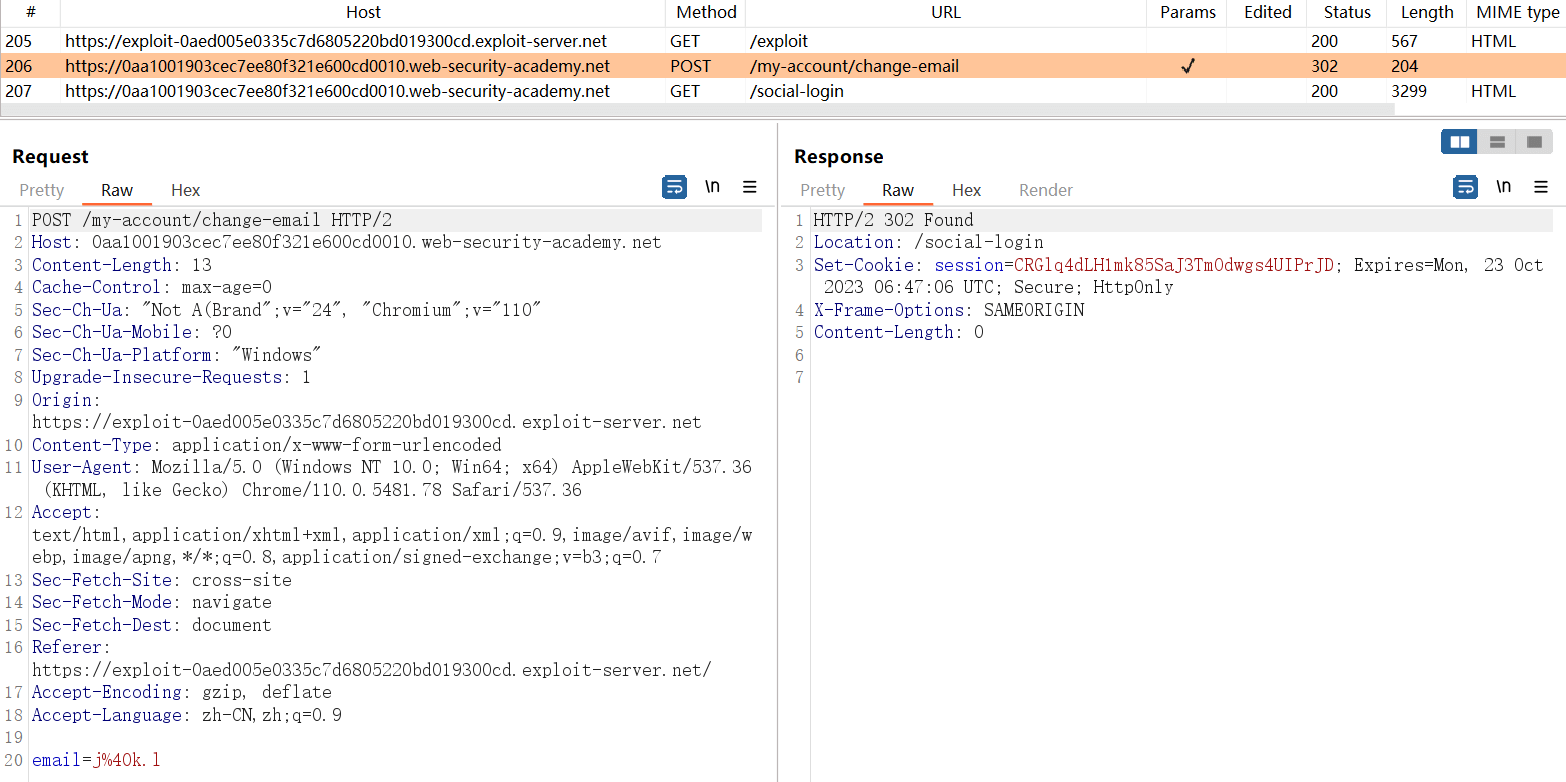 # Host Method URL Params Edited Status Length MIME type
205 https://exploit-0aed005e0335c7d6805220bd019300cd.exploit-server.net GET /exploit 200 567 HTML
206 https://0aa1001903cec7ee80f321e600cd0010.web-security-academy.net POST /my-account/change-email ✓ 302 204
207 https://0aa1001903cec7ee80f321e600cd0010.web-security-academy.net GET /social-login 200 3299 HTML
Request
Pretty Raw Hex \n
1 POST /my-account/change-email HTTP/2
2 Host: 0aa1001903cec7ee80f321e600cd0010.web-security-academy.net
3 Content-Length: 13
4 Cache-Control: max-age=0
5 Sec-Ch-Ua: "Not A(Brand";v="24", "Chromium";v="110"
6 Sec-Ch-Ua-Mobile: ?0
7 Sec-Ch-Ua-Platform: "Windows"
8 Upgrade-Insecure-Requests: 1
9 Origin:
https://exploit-0aed005e0335c7d6805220bd019300cd.exploit-server.net
10 Content-Type: application/x-www-form-urlencoded
11 User-Agent: Mozilla/5.0 (Windows NT 10.0; Win64; x64) AppleWebKit/537.36
(KHTML, like Gecko) Chrome/110.0.5481.78 Safari/537.36
12 Accept:
text/html,application/xhtml+xml,application/xml;q=0.9,image/avif,image/w
ebp,image/apng,*/*;q=0.8,application/signed-exchange;v=b3;q=0.7
13 Sec-Fetch-Site: cross-site
14 Sec-Fetch-Mode: navigate
15 Sec-Fetch-Dest: document
16 Referer:
https://exploit-0aed005e0335c7d6805220bd019300cd.exploit-server.net/
17 Accept-Encoding: gzip, deflate
18 Accept-Language: zh-CN,zh;q=0.9
19
20 email=j%40k.l
Response
Pretty Raw Hex Render \n
1 HTTP/2 302 Found
2 Location: /social-login
3 Set-Cookie: session=CRGlq4dLH1mk85SaJ3TmOdwgs4UIPrJD; Expires=Mon, 23 Oct
2023 06:47:06 UTC; Secure; HttpOnly
4 X-Frame-Options: SAMEORIGIN
5 Content-Length: 0
6
7